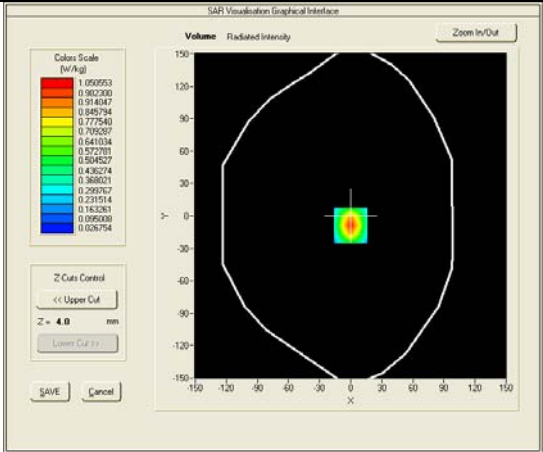 SAR Visualisation Graphical Interface
Volume Radiated Intensity
Zoom In/Out
Colors Scale
(W/kg)
1.050553
0.982300
0.914047
0.845794
0.777540
0.709287
0.641034
0.572781
0.504527
0.436274
0.368021
0.299767
0.231514
0.163261
0.095008
0.026754
Z-Cuts Control
<< Upper Cut
Z = 4.0 mm
Lower Cut >>
SAVE Cancel
150
120
90
60
30
0
-30
-60
-90
-120
-150
Y
-150 -120 -90 -60 -30 0 30 60 90 120 150
X